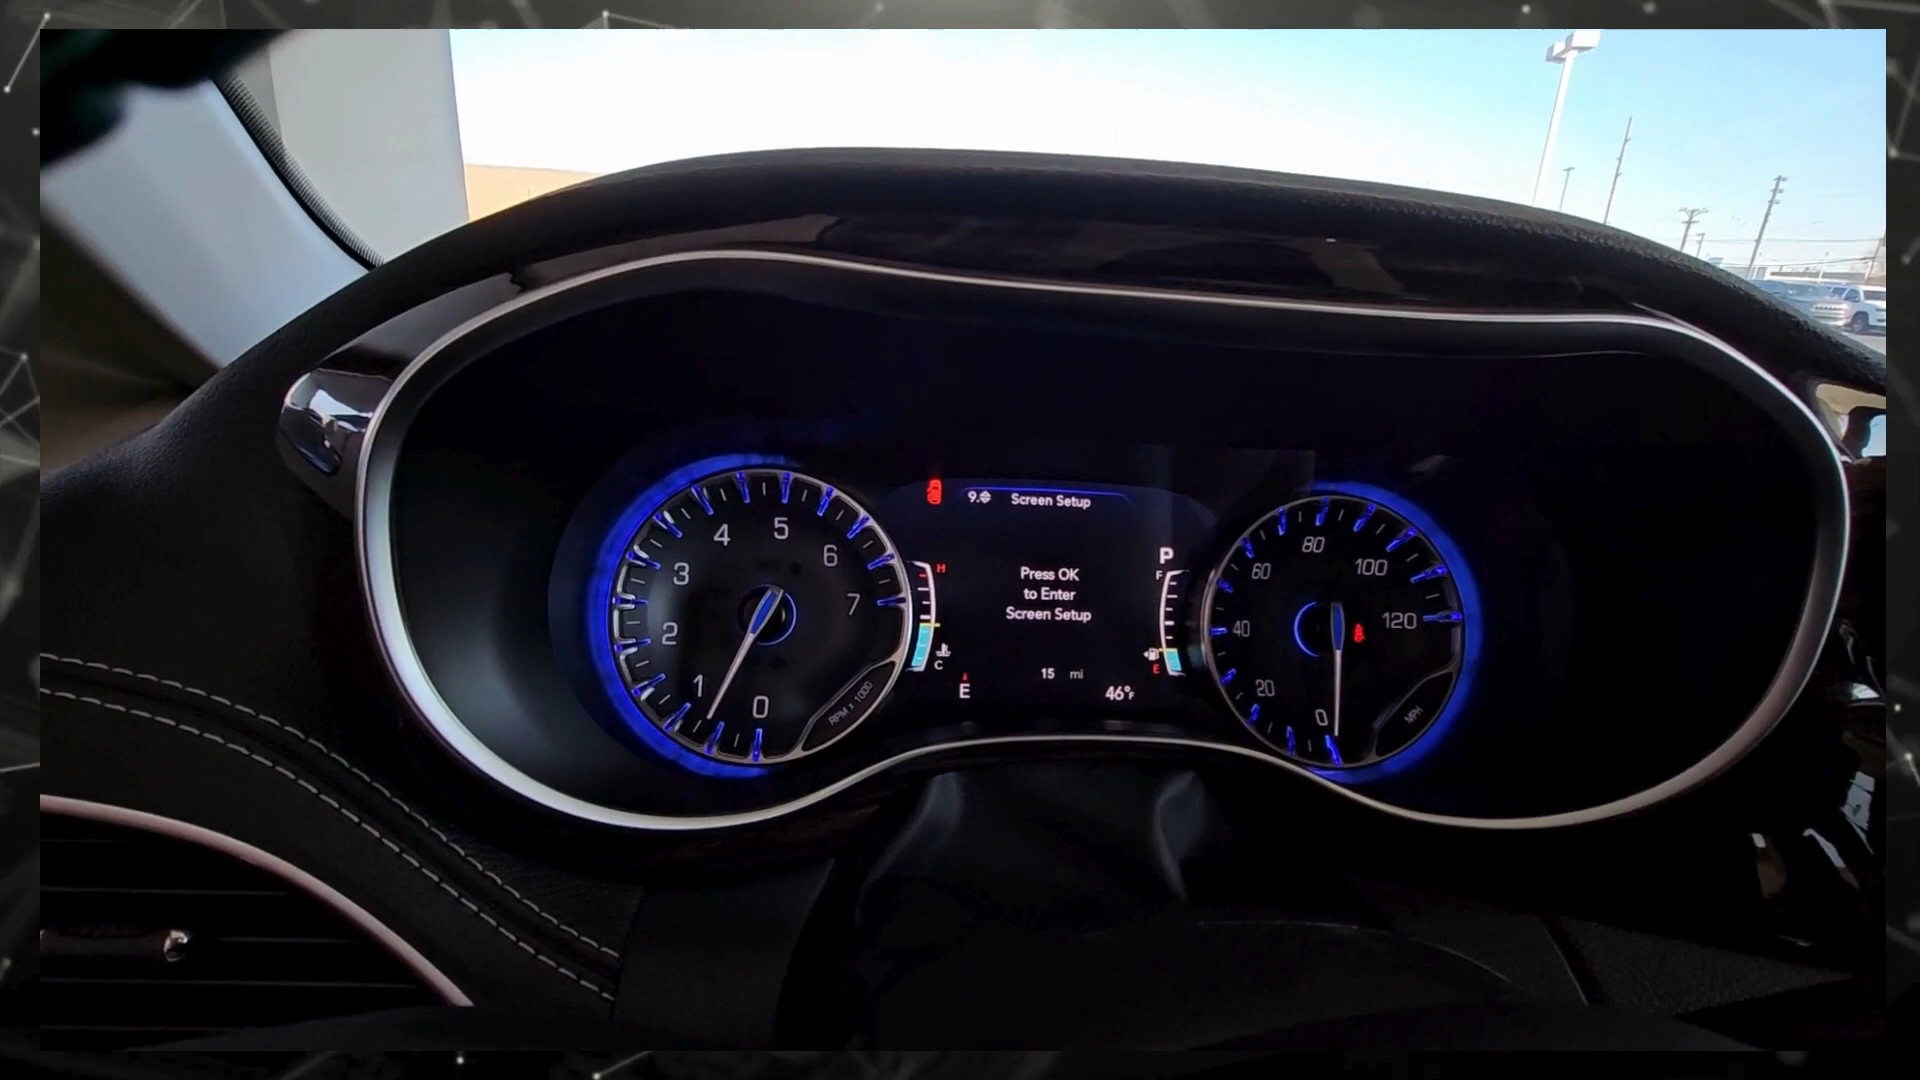 9. Screen Setup
Press OK
to Enter
Screen Setup
15 mi
E
46°F
P
H
C
F
E
0
1
2
3
4
5
6
7
RPM x 1000
0
20
40
60
80
100
120
MPH